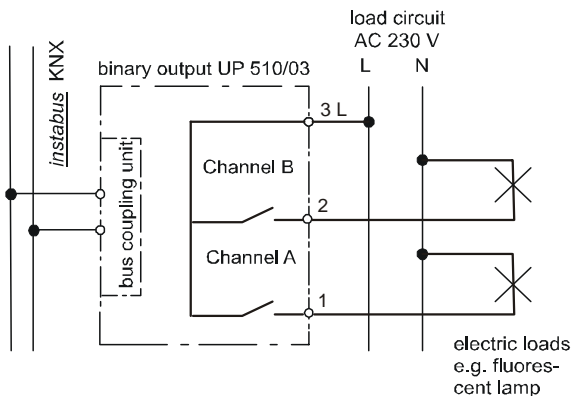 load circuit
AC 230 V
L N
binary output UP 510/03
instabus KNX
bus coupling unit
3 L
Channel B
2
Channel A
1
electric loads
e.g. fluores-
cent lamp